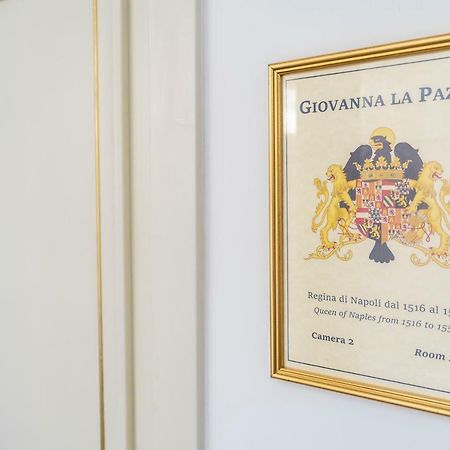 GIOVANNA LA PAZ
Regina di Napoli dal 1516 al 1
Queen of Naples from 1516 to 155
Camera 2
Room